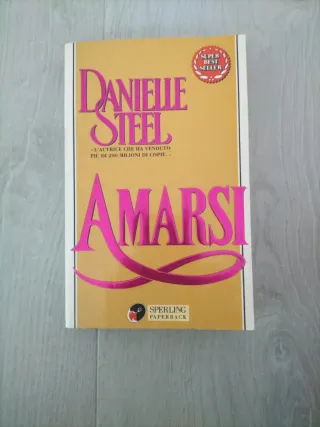 DANIELLE
STEEL
«L'AUTRICE CHE HA VENDUTO
PIÙ DI 200 MILIONI DI COPIE...»
SUPER
BEST
SELLER
AMARSI
SPERLING
PAPERBACK